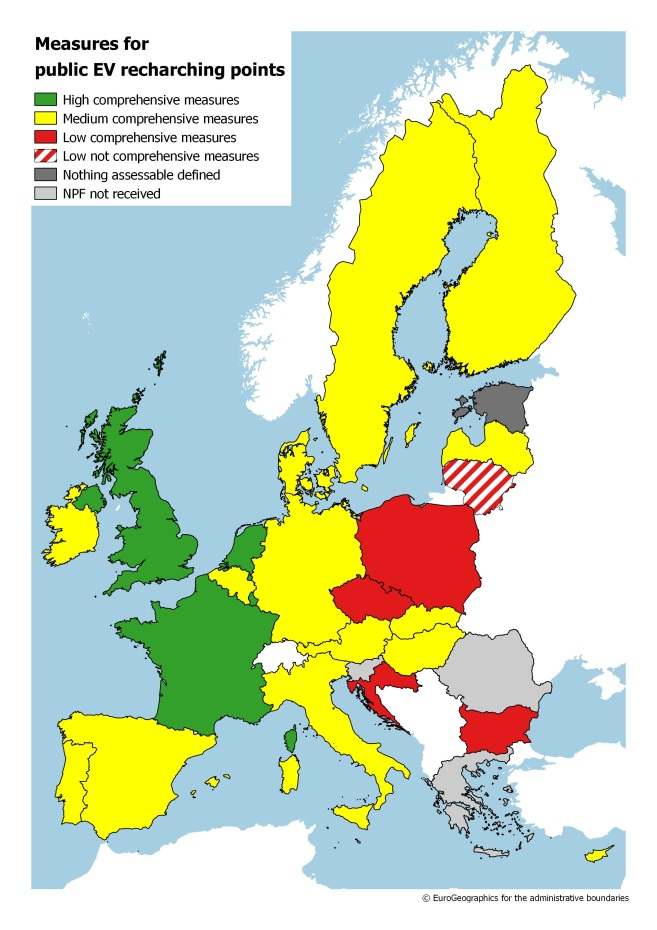 Measures for
public EV recharching points
High comprehensive measures
Medium comprehensive measures
Low comprehensive measures
Low not comprehensive measures
Nothing assessable defined
NPF not received
© EuroGeographics for the administrative boundaries